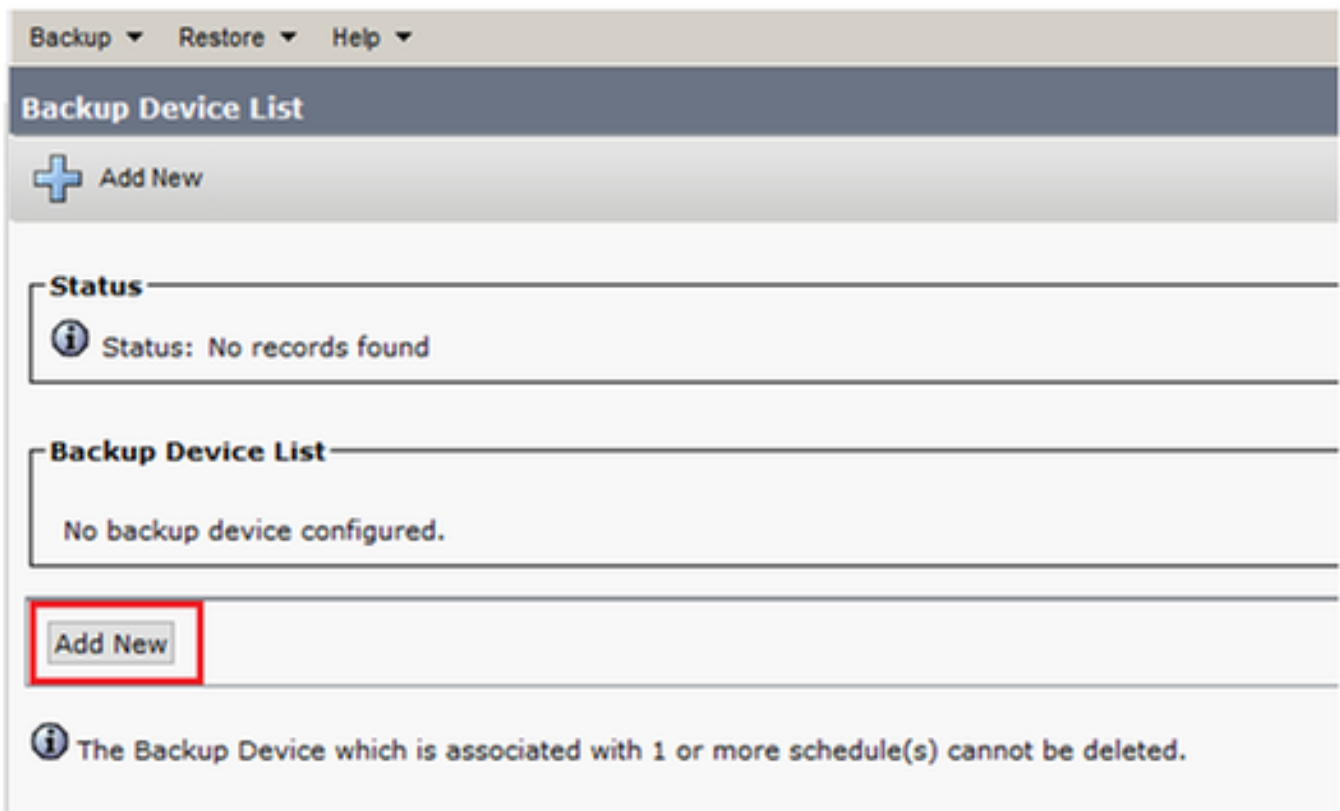 Backup Restore Help
Backup Device List
Add New
Status
Status: No records found
Backup Device List
No backup device configured.
Add New
The Backup Device which is associated with 1 or more schedule(s) cannot be deleted.